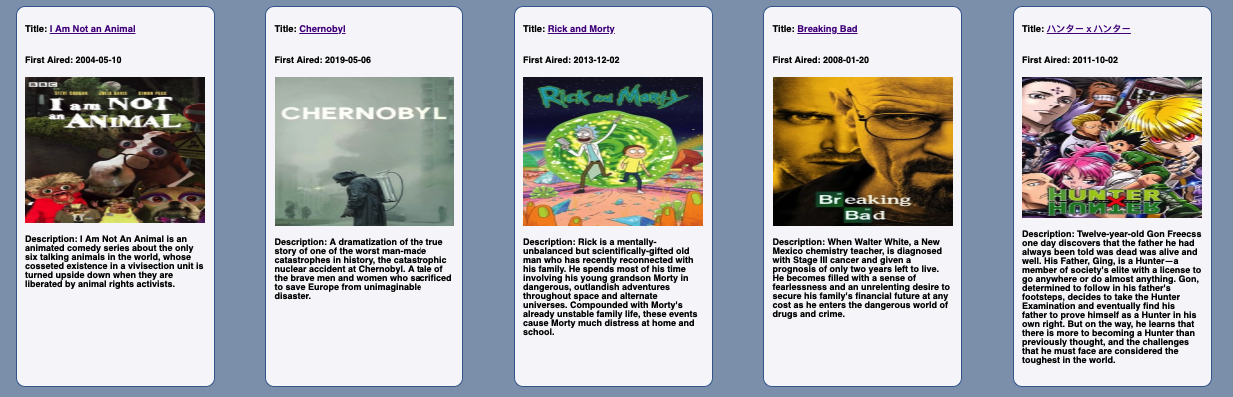 Title: I Am Not an Animal
First Aired: 2004-05-10
BBC
STEVE COOGAN JULIA DAVIS SIMON PEGG
I am NOT
an ANIMAL
Description: I Am Not An Animal is an
animated comedy series about the only
six talking animals in the world, whose
cosseted existence in a vivisection unit is
turned upside down when they are
liberated by animal rights activists.
Title: Chernobyl
First Aired: 2019-05-06
CHERNOBYL
Description: A dramatization of the true
story of one of the worst man-made
catastrophes in history, the catastrophic
nuclear accident at Chernobyl. A tale of
the brave men and women who sacrificed
to save Europe from unimaginable
disaster.
Title: Rick and Morty
First Aired: 2013-12-02
Rick and Morty
Description: Rick is a mentally-
unbalanced but scientifically-gifted old
man who has recently reconnected with
his family. He spends most of his time
involving his young grandson Morty in
dangerous, outlandish adventures
throughout space and alternate
universes. Compounded with Morty's
already unstable family life, these events
cause Morty much distress at home and
school.
Title: Breaking Bad
First Aired: 2008-01-20
Breaking
Bad
Description: When Walter White, a New
Mexico chemistry teacher, is diagnosed
with Stage III cancer and given a
prognosis of only two years left to live.
He becomes filled with a sense of
fearlessness and an unrelenting desire to
secure his family's financial future at any
cost as he enters the dangerous world of
drugs and crime.
Title: ハンター x ハンター
First Aired: 2011-10-02
HUNTER
X
HUNTER
Description: Twelve-year-old Gon Freecss
one day discovers that the father he had
always been told was dead was alive and
well. His Father, Ging, is a Hunter—a
member of society's elite with a license to
go anywhere or do almost anything. Gon,
determined to follow in his father's
footsteps, decides to take the Hunter
Examination and eventually find his
father to prove himself as a Hunter in his
own right. But on the way, he learns that
there is more to becoming a Hunter than
previously thought, and the challenges
that he must face are considered the
toughest in the world.